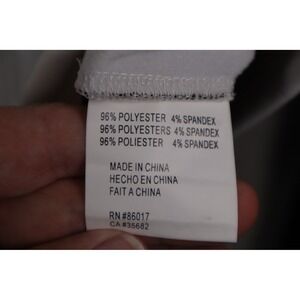 96% POLYESTER 4% SPANDEX
96% POLYESTERS 4% SPANDEX
96% POLIESTER 4% SPANDEX
MADE IN CHINA
HECHO EN CHINA
FAIT A CHINA
RN #86017
CA #35682